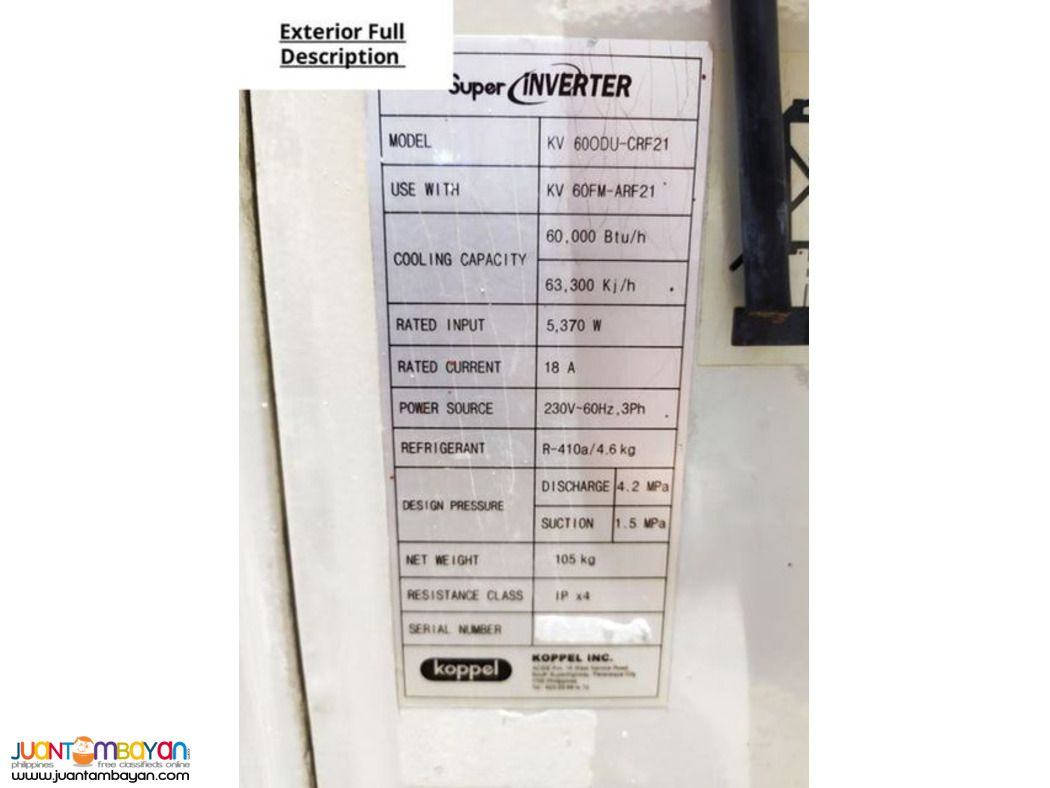 Exterior Full
Description
Super INVERTER
MODEL KV 60ODU-CRF21
USE WITH KV 60FM-ARF21
COOLING CAPACITY 60,000 Btu/h
63,300 Kj/h
RATED INPUT 5,370 W
RATED CURRENT 18 A
POWER SOURCE 230V~60Hz,3Ph
REFRIGERANT R-410a/4.6 kg
DESIGN PRESSURE DISCHARGE 4.2 MPa
SUCTION 1.5 MPa
NET WEIGHT 105 kg
RESISTANCE CLASS IP x4
SERIAL NUMBER
koppel KOPPEL INC.
JUANTAMBAYAN
philippines free classifieds online
www.juantambayan.com